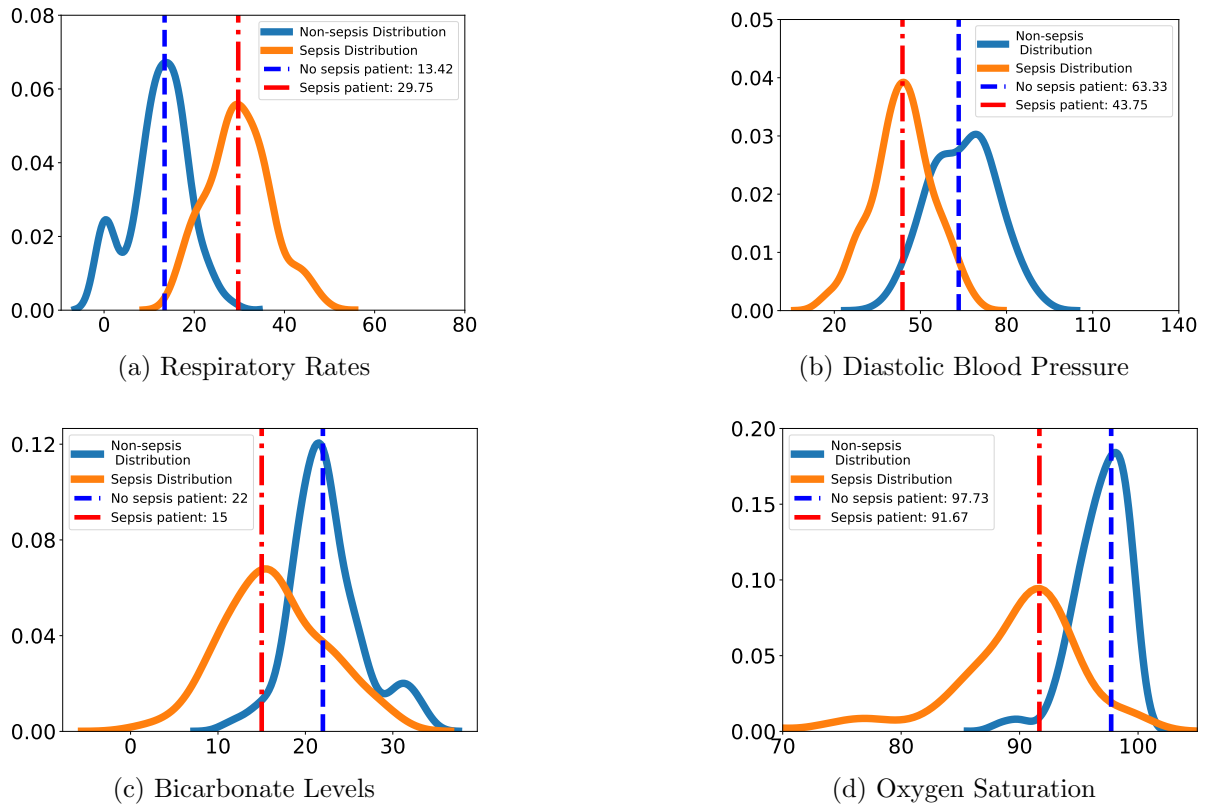 0.08
0.06
0.04
0.02
0.00
0
20
40
60
80
Non-sepsis Distribution
Sepsis Distribution
No sepsis patient: 13.42
Sepsis patient: 29.75
(a) Respiratory Rates
0.05
0.04
0.03
0.02
0.01
0.00
20
50
80
110
140
Non-sepsis
Distribution
Sepsis Distribution
No sepsis patient: 63.33
Sepsis patient: 43.75
(b) Diastolic Blood Pressure
0.12
0.08
0.04
0.00
0
10
20
30
Non-sepsis
Distribution
Sepsis Distribution
No sepsis patient: 22
Sepsis patient: 15
(c) Bicarbonate Levels
0.20
0.15
0.10
0.05
0.00
70
80
90
100
Non-sepsis
Distribution
Sepsis Distribution
No sepsis patient: 97.73
Sepsis patient: 91.67
(d) Oxygen Saturation